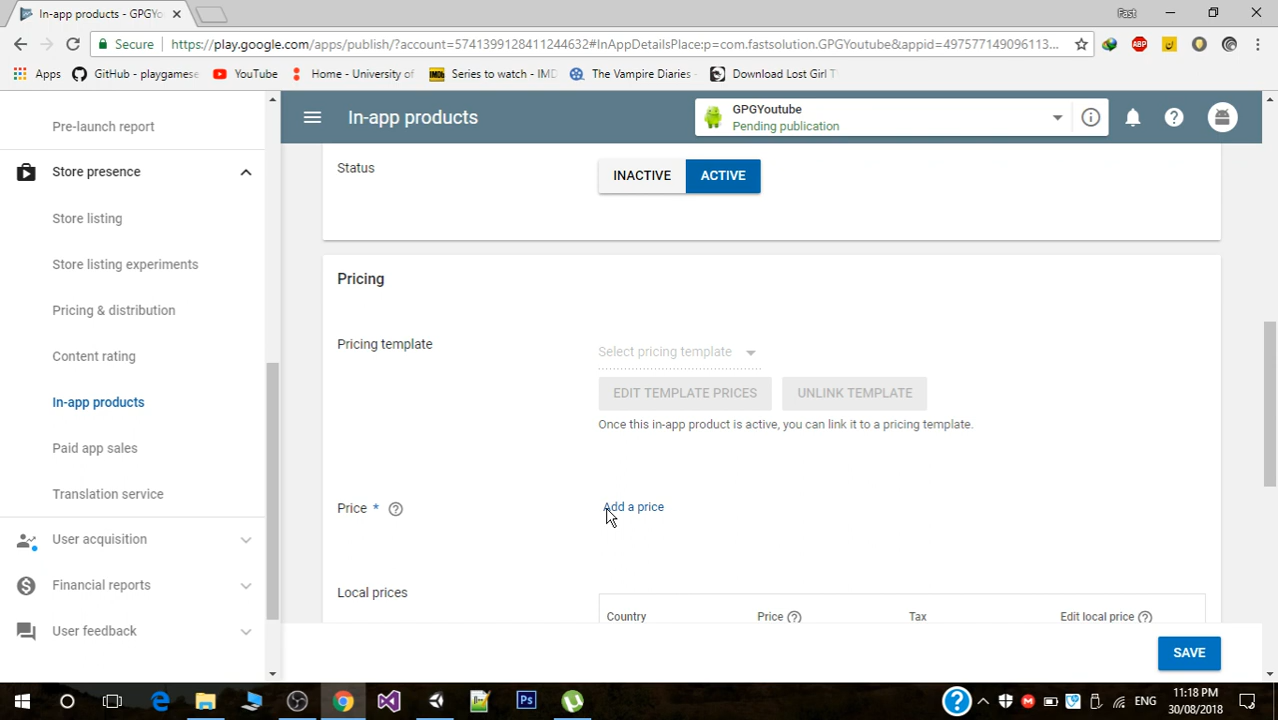 In-app products - GPGYo
Fast
Secure
https://play.google.com/apps/publish/?account=5741399128411244632#InAppDetailsPlace:p=com.fastsolution.GPGYoutube&appid=497577149096113...
Apps
GitHub - playgamese
YouTube
Home - University of
Series to watch - IMD
The Vampire Diaries -
Download Lost Girl T
Pre-launch report
Store presence
Store listing
Store listing experiments
Pricing & distribution
Content rating
In-app products
Paid app sales
Translation service
User acquisition
Financial reports
User feedback
In-app products
GPGYoutube
Pending publication
Status
INACTIVE
ACTIVE
Pricing
Pricing template
Select pricing template
EDIT TEMPLATE PRICES
UNLINK TEMPLATE
Once this in-app product is active, you can link it to a pricing template.
Price *
Add a price
Local prices
Country
Price
Tax
Edit local price
SAVE
ENG
11:18 PM
30/08/2018